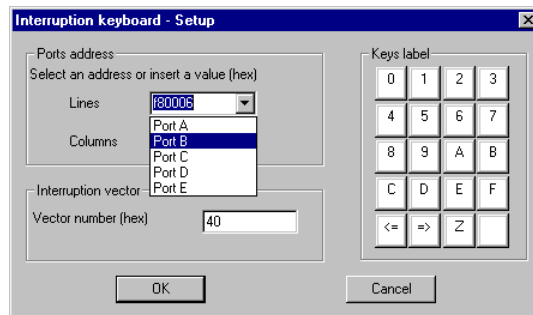 Interruption keyboard - Setup
Ports address
Select an address or insert a value (hex)
Lines f80006
Port A
Port B
Port C
Port D
Port E
Columns
Interruption vector
Vector number (hex) 40
Keys label
0 1 2 3
4 5 6 7
8 9 A B
C D E F
<= => Z
OK Cancel